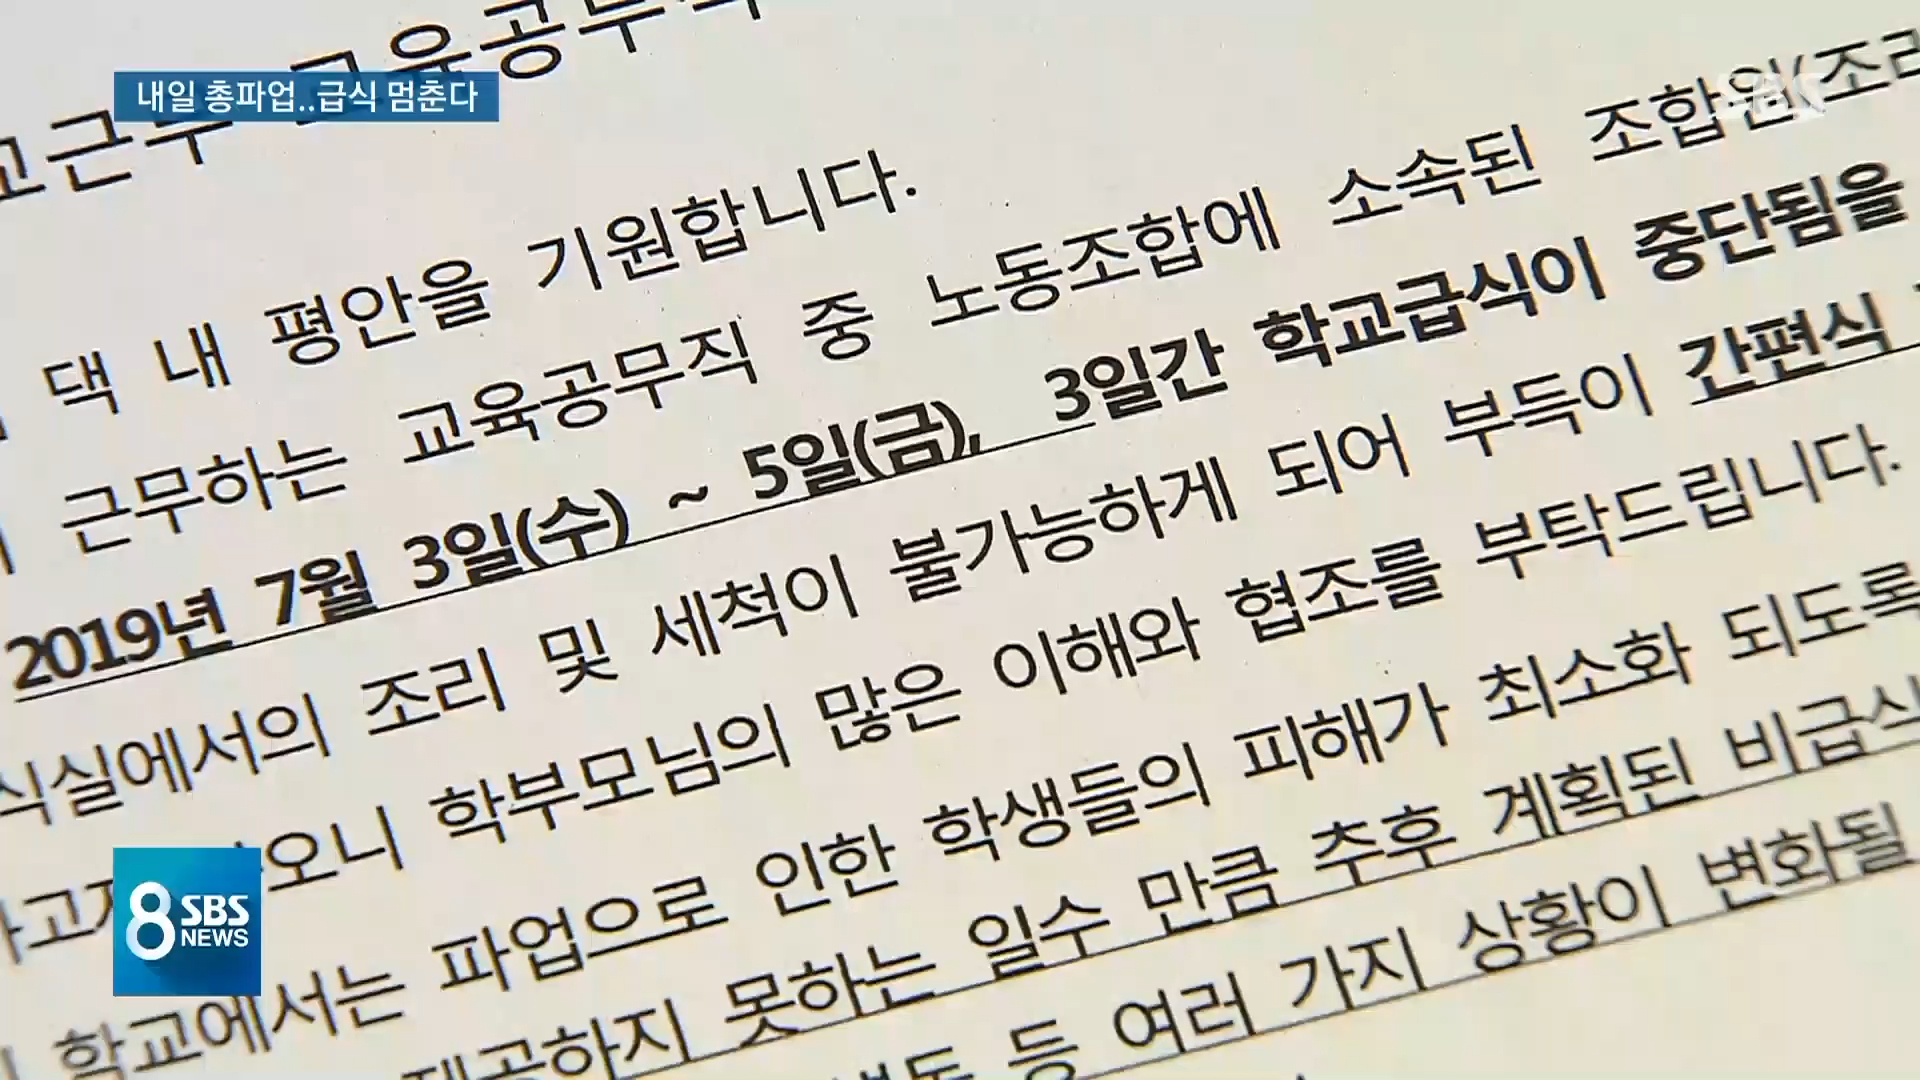 내일 총파업..급식 멈춘다
SBS
교육공무
교근무
댁 내 평안을 기원합니다.
근무하는 교육공무직 중 노동조합에 소속된 조합원(조리
2019년 7월 3일(수) ~ 5일(금), 3일간 학교급식이 중단됨을
식실에서의 조리 및 세척이 불가능하게 되어 부득이 간편식
하고자 하오니 학부모님의 많은 이해와 협조를 부탁드립니다.
학교에서는 파업으로 인한 학생들의 피해가 최소화 되도록
제공하지 못하는 일수 만큼 추후 계획된 비급식
등 여러 가지 상황이 변화될
8 SBS
NEWS